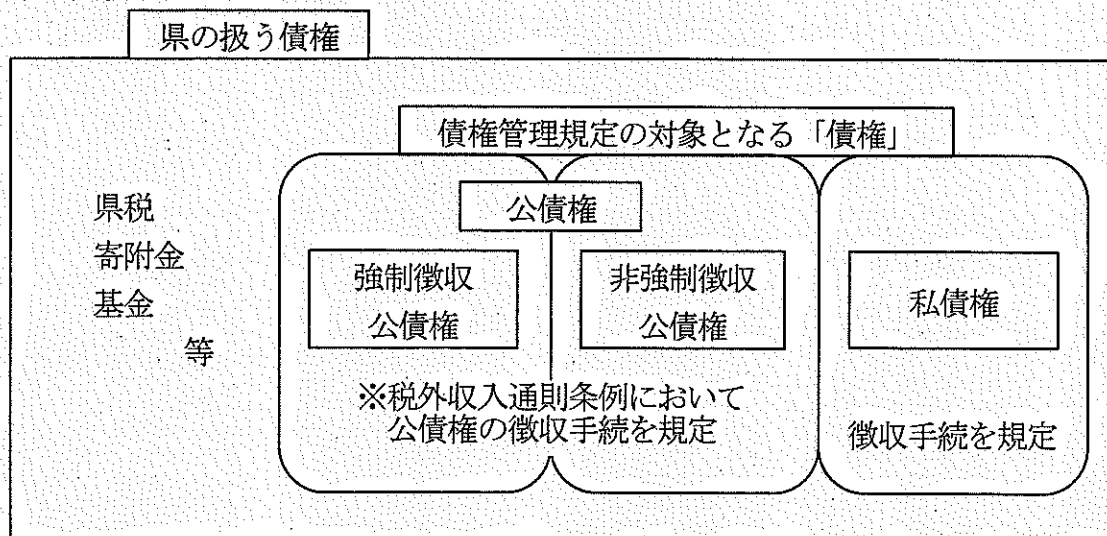 県の扱う債権
債権管理規定の対象となる「債権」
県税
寄附金
基金
等
公債権
強制徴収
公債権
非強制徴収
公債権
私債権
※税外収入通則条例において
公債権の徴収手続を規定
徴収手続を規定